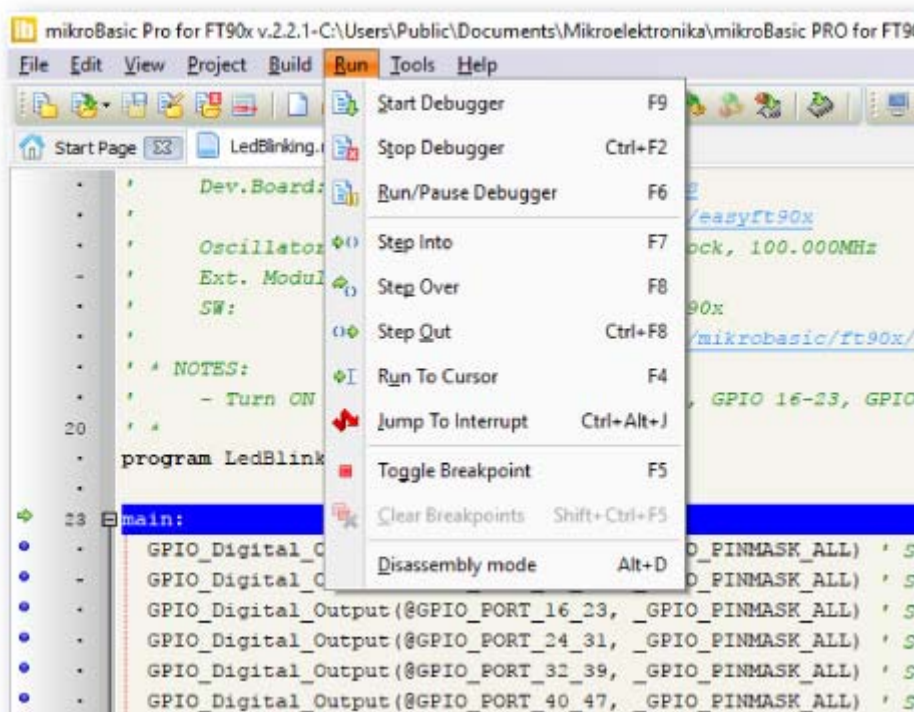 mikroBasic Pro for FT90x v.2.2.1-C:\Users\Public\Documents\Mikroelektronika\mikroBasic PRO for FT90
File Edit View Project Build Run Tools Help
Start Page LedBlinking.
Start Debugger F9
Stop Debugger Ctrl+F2
Run/Pause Debugger F6
Step Into F7
Step Over F8
Step Out Ctrl+F8
Run To Cursor F4
Jump To Interrupt Ctrl+Alt+J
Toggle Breakpoint F5
Clear Breakpoints Shift+Ctrl+F5
Disassembly mode Alt+D
' Dev.Board:
' /easyft90x
' Oscillator ock, 100.000MHz
' Ext. Modul
' SW: 90x
' /mikrobasic/ft90x/
' * NOTES:
' - Turn ON , GPIO 16-23, GPIO
20 ' *
program LedBlink
23 main:
GPIO_Digital_O O_PINMASK_ALL) ' S
GPIO_Digital_O O_PINMASK_ALL) ' S
GPIO_Digital_Output(@GPIO_PORT_16_23, _GPIO_PINMASK_ALL) ' S
GPIO_Digital_Output(@GPIO_PORT_24_31, _GPIO_PINMASK_ALL) ' S
GPIO_Digital_Output(@GPIO_PORT_32_39, _GPIO_PINMASK_ALL) ' S
GPIO_Digital_Output(@GPIO_PORT_40_47, _GPIO_PINMASK_ALL) ' S